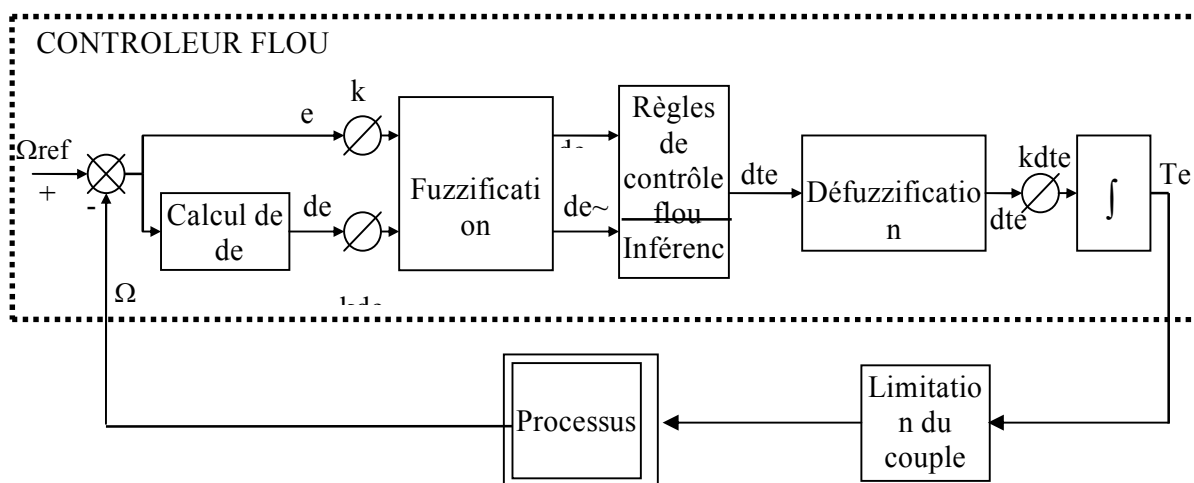 CONTROLEUR FLOU
Ωref
+
-
e
k
Calcul de
de
de
Fuzzificati
on
de~
Règles
de
contrôle
flou
Inférenc
dte
Défuzzificatio
n
kdte
dte
∫
Te
Ω
Processus
Limitatio
n du
couple